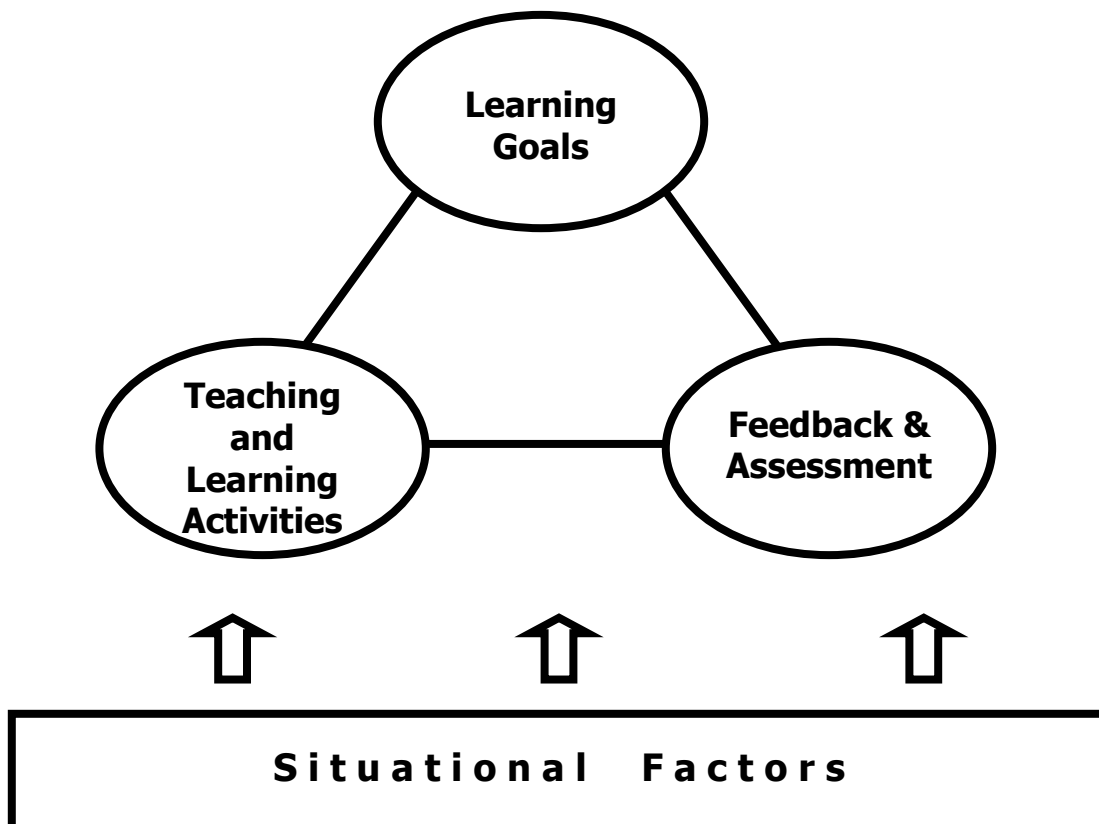 Learning
Goals
Teaching
and
Learning
Activities
Feedback &
Assessment
Situational Factors